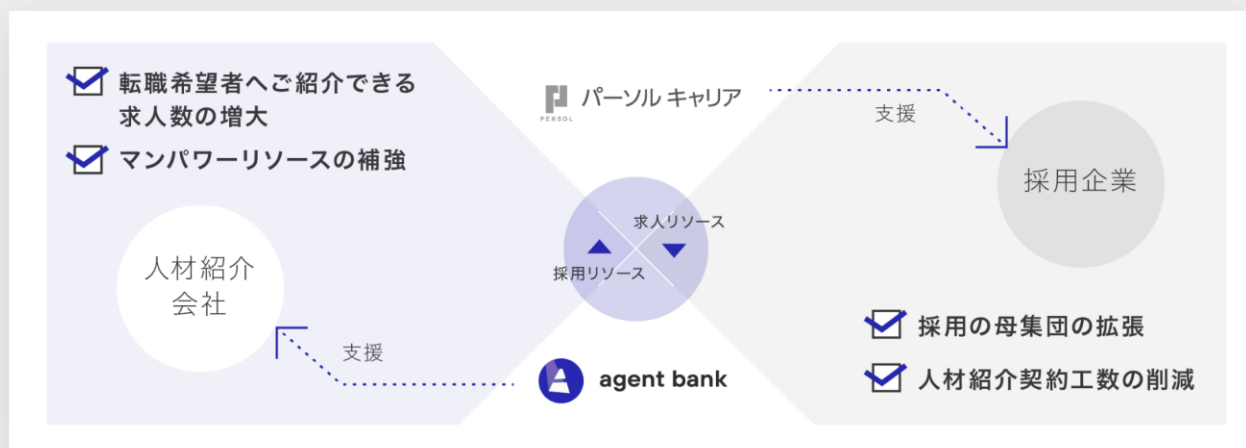 転職希望者へご紹介できる
求人数の増大
マンパワーリソースの補強
人材紹介
会社
支援
PERSOL
パーソル キャリア
求人リソース
採用リソース
agent bank
支援
採用企業
採用の母集団の拡張
人材紹介契約工数の削減